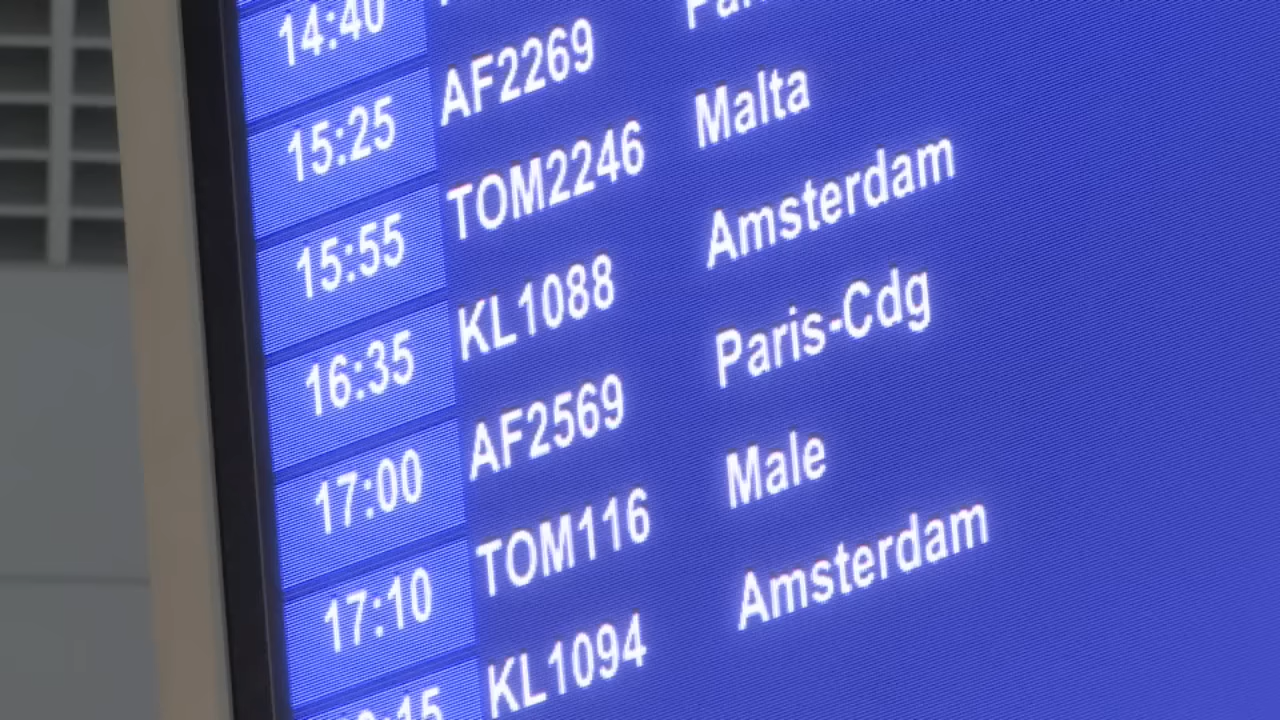 14:40
15:25 AF2269
15:55 TOM2246 Malta
16:35 KL1088 Amsterdam
17:00 AF2569 Paris-Cdg
17:10 TOM116 Male
KL1094 Amsterdam